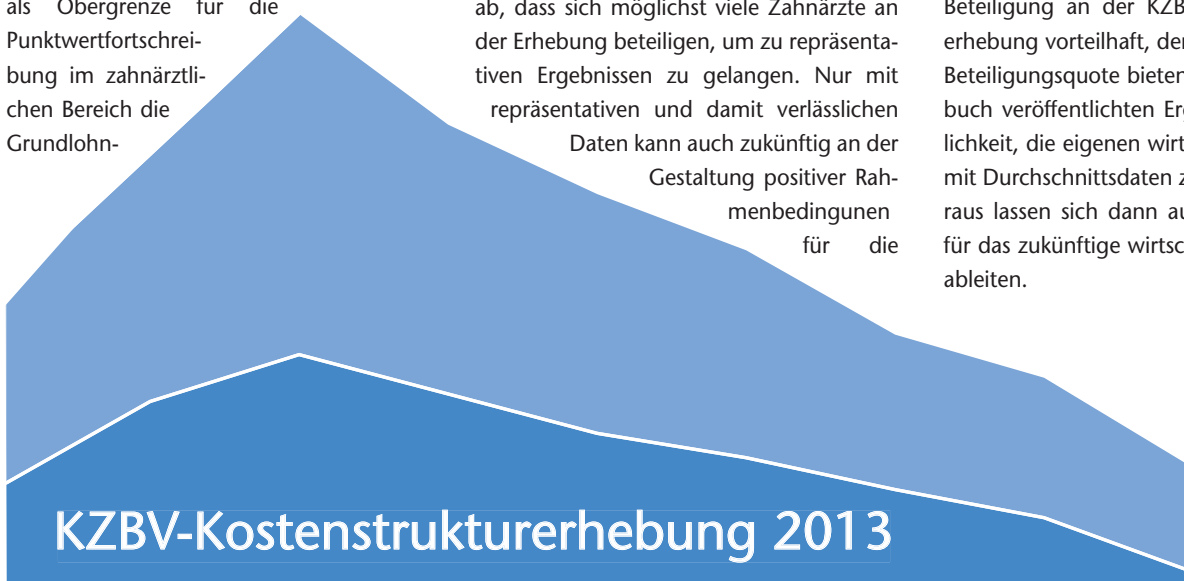 als Obergrenze für die
Punktwertfortschrei-
bung im zahnärztli-
chen Bereich die
Grundlohn-
ab, dass sich möglichst viele Zahnärzte an
der Erhebung beteiligen, um zu repräsenta-
tiven Ergebnissen zu gelangen. Nur mit
repräsentativen und damit verlässlichen
Daten kann auch zukünftig an der
Gestaltung positiver Rah-
menbedingunen
für die
Beteiligung an der KZB
erhebung vorteilhaft, der
Beteiligungsquote bieten
buch veröffentlichten Erg
lichkeit, die eigenen wirt
mit Durchschnittsdaten z
raus lassen sich dann au
für das zukünftige wirtsc
ableiten.
KZBV-Kostenstrukturerhebung 2013